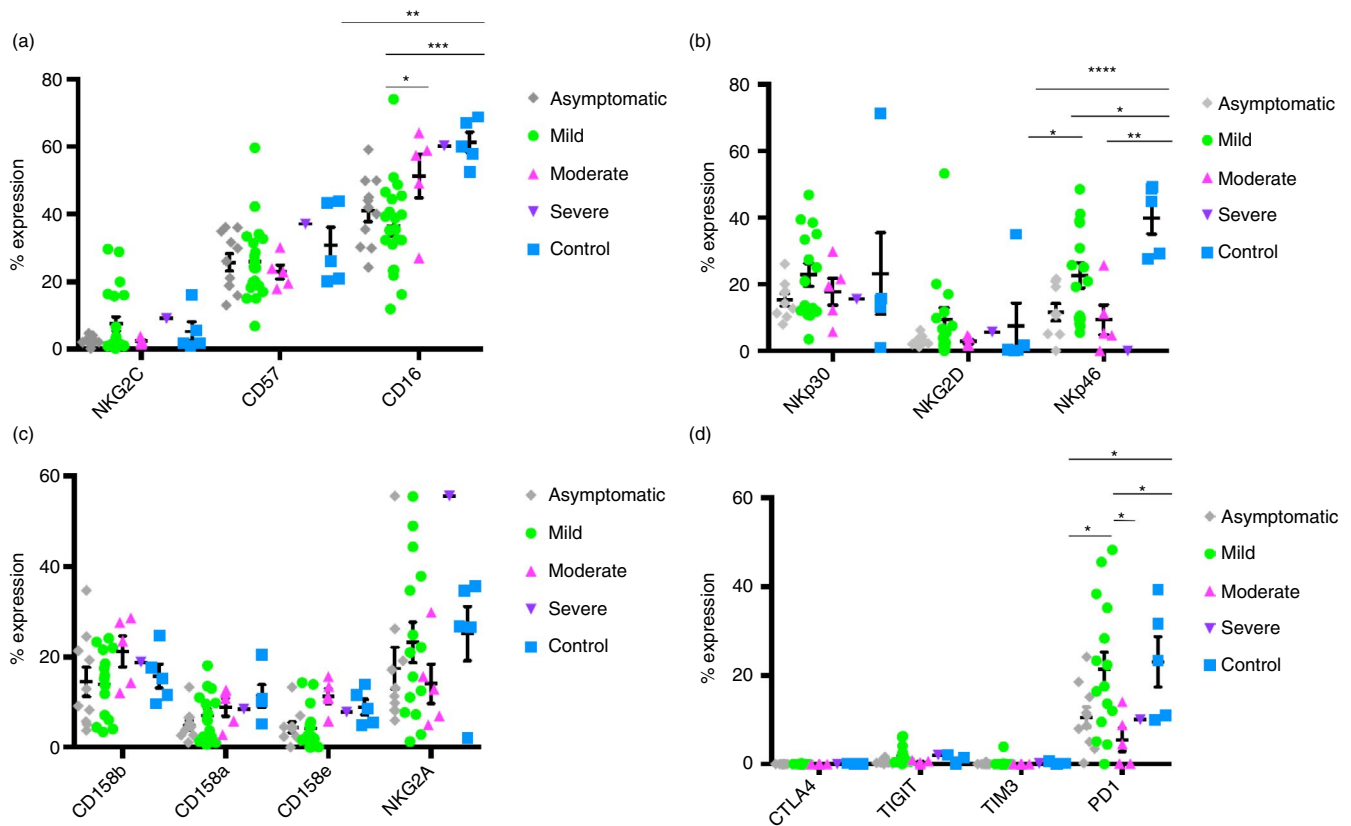 (a)
**
***
*
% expression
80
60
40
20
0
NKG2C
CD57
CD16
Asymptomatic
Mild
Moderate
Severe
Control
(b)
****
*
*
**
% expression
80
60
40
20
0
NKp30
NKG2D
NKp46
Asymptomatic
Mild
Moderate
Severe
Control
(c)
% expression
60
40
20
0
CD158b
CD158a
CD158e
NKG2A
Asymptomatic
Mild
Moderate
Severe
Control
(d)
*
*
*
*
% expression
60
40
20
0
CTLA4
TIGIT
TIM3
PD1
Asymptomatic
Mild
Moderate
Severe
Control